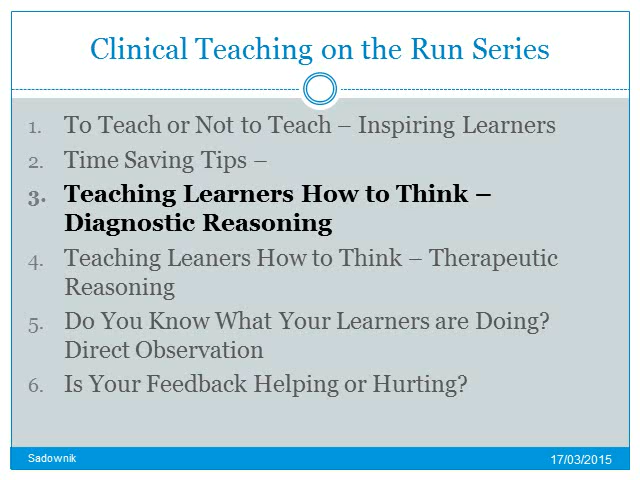 Clinical Teaching on the Run Series
1. To Teach or Not to Teach – Inspiring Learners
2. Time Saving Tips –
3. Teaching Learners How to Think –
Diagnostic Reasoning
4. Teaching Leaners How to Think – Therapeutic
Reasoning
5. Do You Know What Your Learners are Doing?
Direct Observation
6. Is Your Feedback Helping or Hurting?
Sadownik
17/03/2015